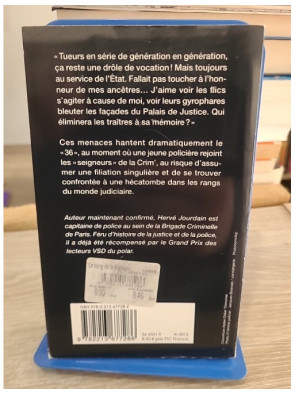 « Tueurs en série de génération en génération,
ça reste une drôle de vocation ! Mais toujours
au service de l'État. Fallait pas toucher à l'hon-
neur de mes ancêtres... J'aime voir les flics
s'agiter à cause de moi, voir leurs gyrophares
bleuter les façades du Palais de Justice. Qui
éliminera les traîtres à sa mémoire ? »
Ces menaces hantent dramatiquement le
« 36 », au moment où une jeune policière rejoint
les « seigneurs » de la Crim', au risque d'assu-
mer une filiation singulière et de se trouver
confrontée à une hécatombe dans les rangs
du monde judiciaire.
Auteur maintenant confirmé, Hervé Jourdain est
capitaine de police au sein de la Brigade Criminelle
de Paris. Féru d'histoire de la justice et de la police,
il a déjà été récompensé par le Grand Prix des
lecteurs VSD du polar.